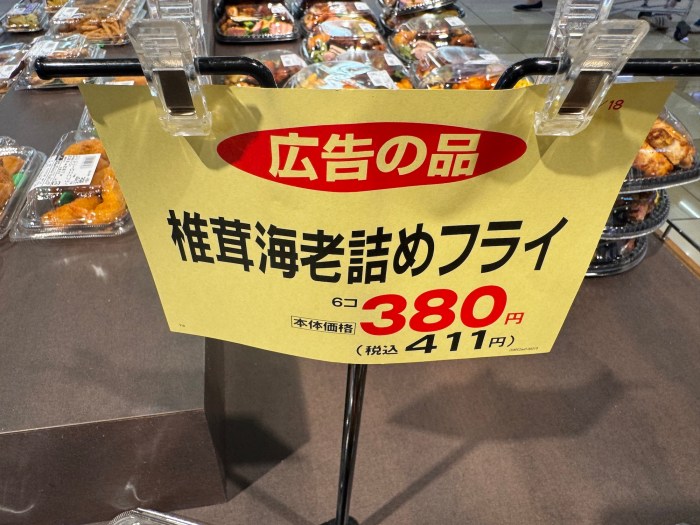 /18
広告の品
椎茸海老詰めフライ
6コ
本体価格 380円
(税込 411円)